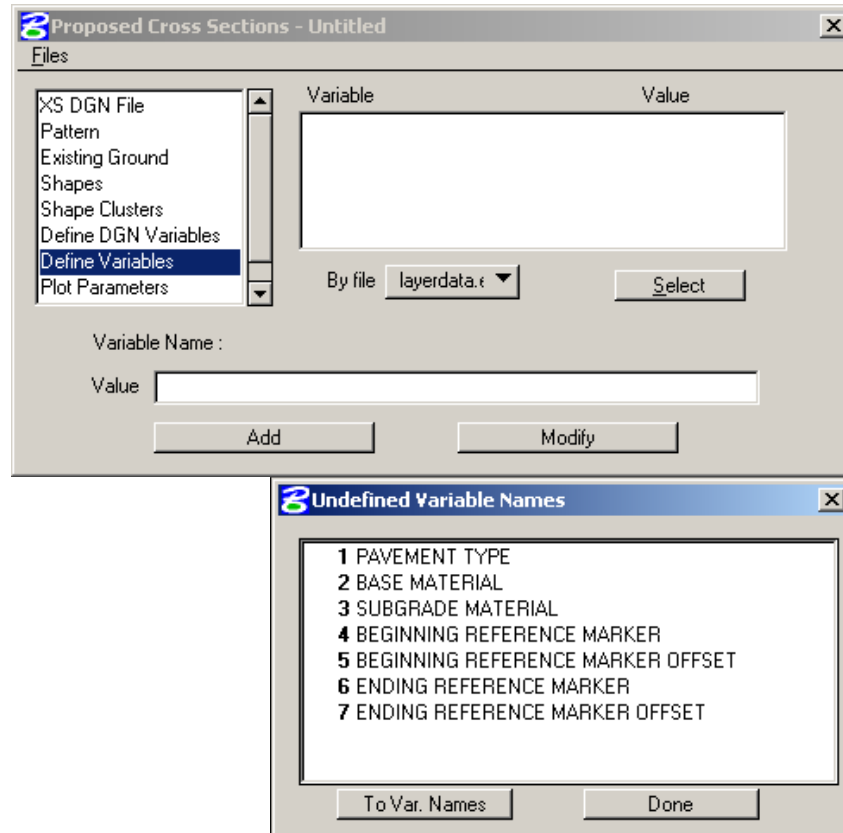 Proposed Cross Sections - Untitled
Files
XS DGN File
Pattern
Existing Ground
Shapes
Shape Clusters
Define DGN Variables
Define Variables
Plot Parameters
Variable Value
By file layerdata.e Select
Variable Name :
Value
Add Modify
Undefined Variable Names
1 PAVEMENT TYPE
2 BASE MATERIAL
3 SUBGRADE MATERIAL
4 BEGINNING REFERENCE MARKER
5 BEGINNING REFERENCE MARKER OFFSET
6 ENDING REFERENCE MARKER
7 ENDING REFERENCE MARKER OFFSET
To Var. Names Done